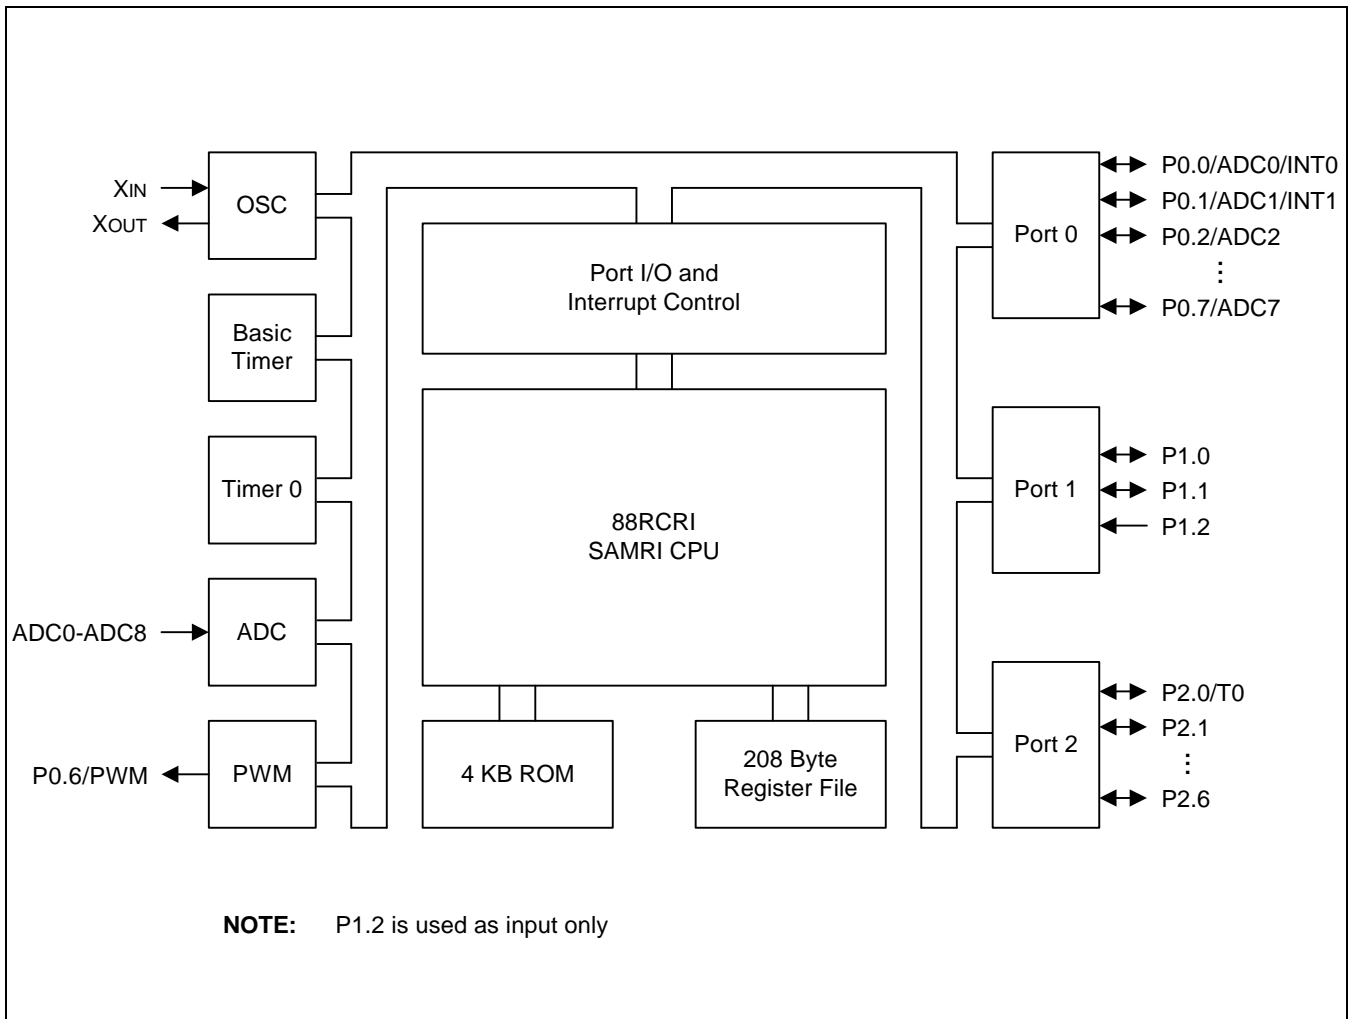 XIN
XOUT
OSC
Basic
Timer
Timer 0
ADC0-ADC8
ADC
P0.6/PWM
PWM
Port I/O and
Interrupt Control
88RCRI
SAMRI CPU
4 KB ROM
208 Byte
Register File
Port 0
P0.0/ADC0/INT0
P0.1/ADC1/INT1
P0.2/ADC2
⋮
P0.7/ADC7
Port 1
P1.0
P1.1
P1.2
Port 2
P2.0/T0
P2.1
⋮
P2.6
NOTE: P1.2 is used as input only